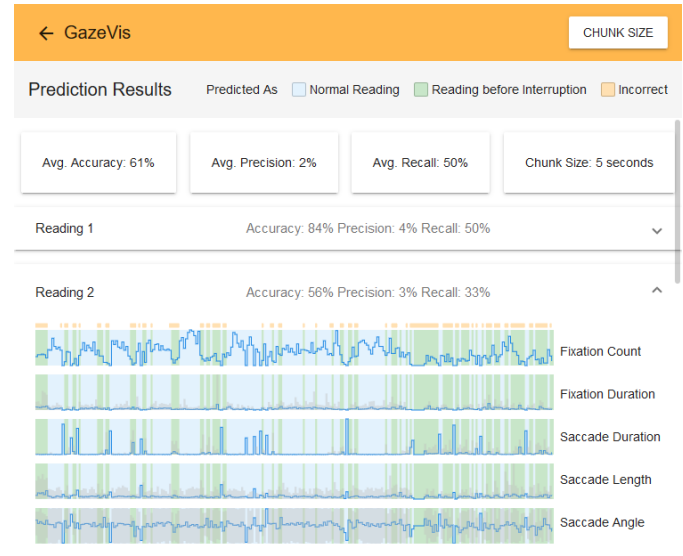 ← GazeVis CHUNK SIZE
Prediction Results Predicted As Normal Reading Reading before Interruption Incorrect
Avg. Accuracy: 61% Avg. Precision: 2% Avg. Recall: 50% Chunk Size: 5 seconds
Reading 1 Accuracy: 84% Precision: 4% Recall: 50%
Reading 2 Accuracy: 56% Precision: 3% Recall: 33%
Fixation Count
Fixation Duration
Saccade Duration
Saccade Length
Saccade Angle